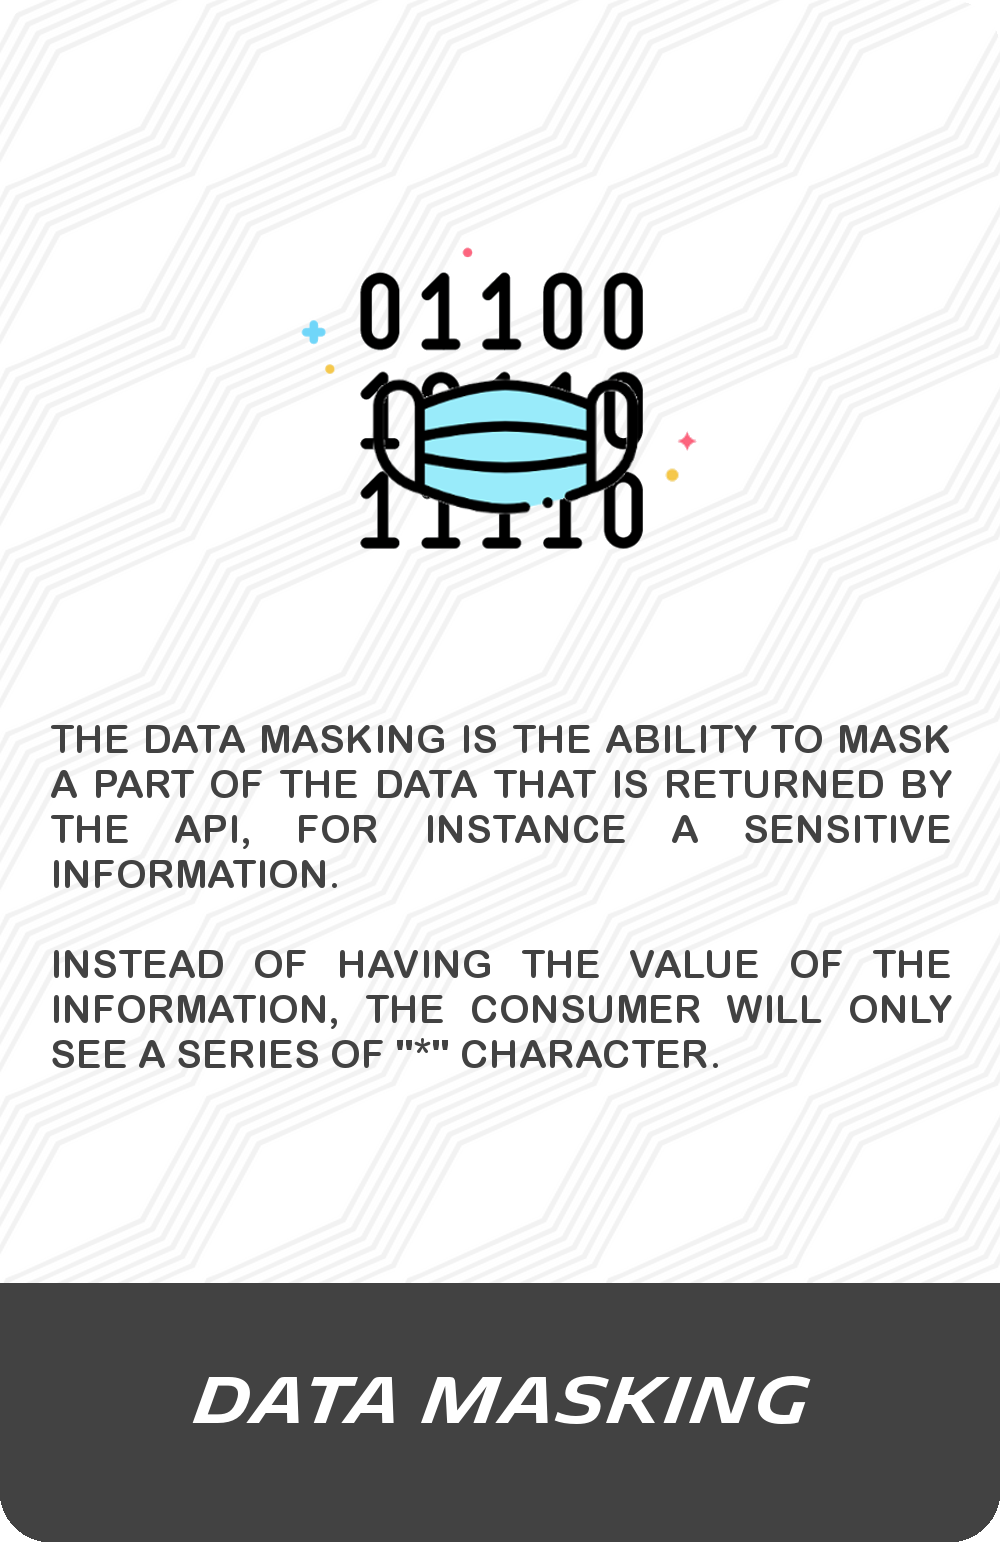 01100
11110
THE DATA MASKING IS THE ABILITY TO MASK
A PART OF THE DATA THAT IS RETURNED BY
THE API, FOR INSTANCE A SENSITIVE
INFORMATION.
INSTEAD OF HAVING THE VALUE OF THE
INFORMATION, THE CONSUMER WILL ONLY
SEE A SERIES OF "*" CHARACTER.
DATA MASKING